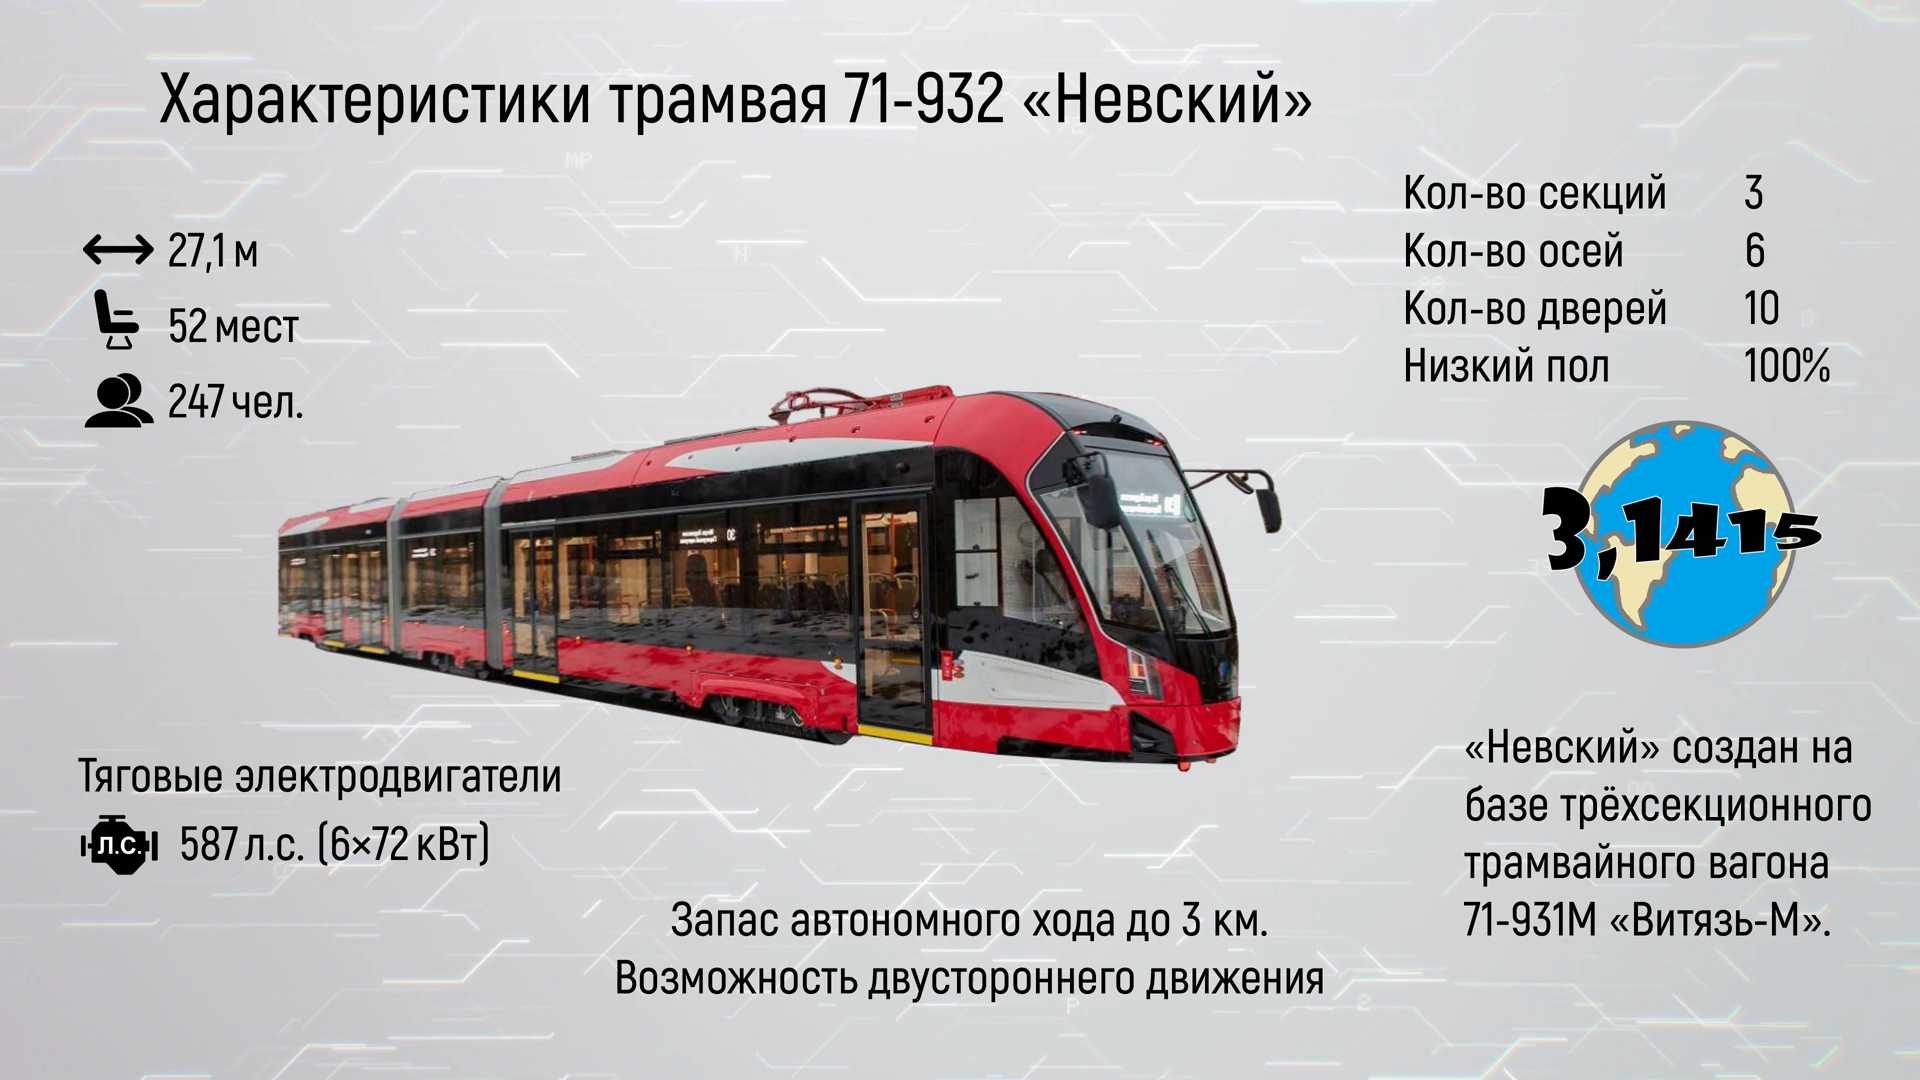 Характеристики трамвая 71-932 «Невский»
27,1 м
52 мест
247 чел.
Кол-во секций 3
Кол-во осей 6
Кол-во дверей 10
Низкий пол 100%
3,1415
Тяговые электродвигатели
Л.С. 587 л.с. (6×72 кВт)
«Невский» создан на
базе трёхсекционного
трамвайного вагона
71-931М «Витязь-М».
Запас автономного хода до 3 км.
Возможность двустороннего движения